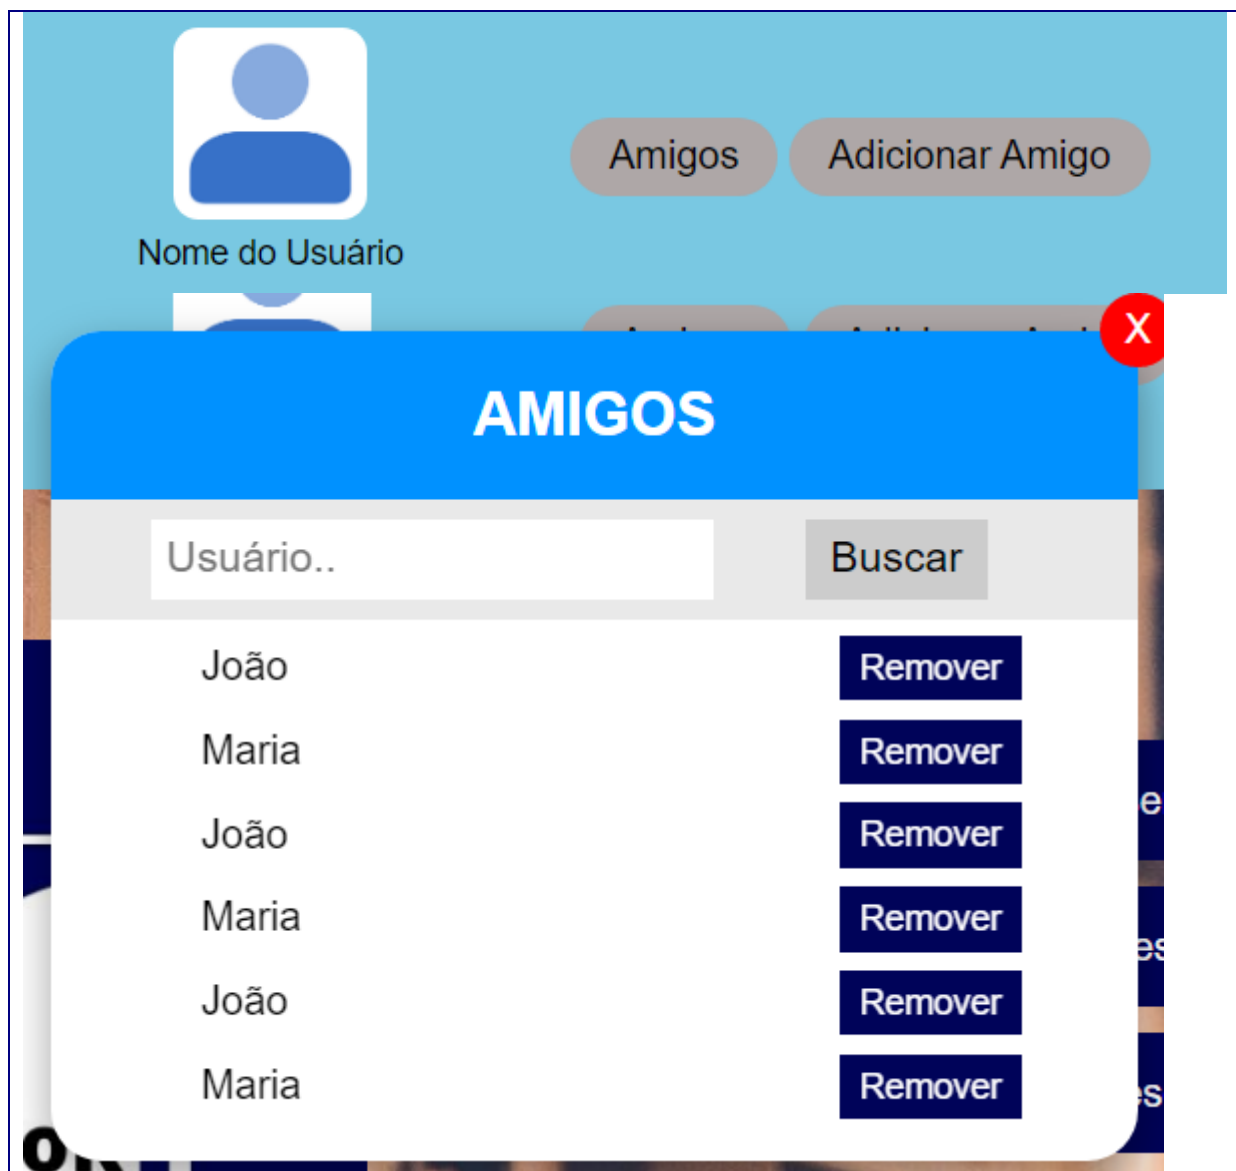 Amigos Adicionar Amigo
Nome do Usuário
X
AMIGOS
Usuário.. Buscar
João Remover
Maria Remover
João Remover
Maria Remover
João Remover
Maria Remover